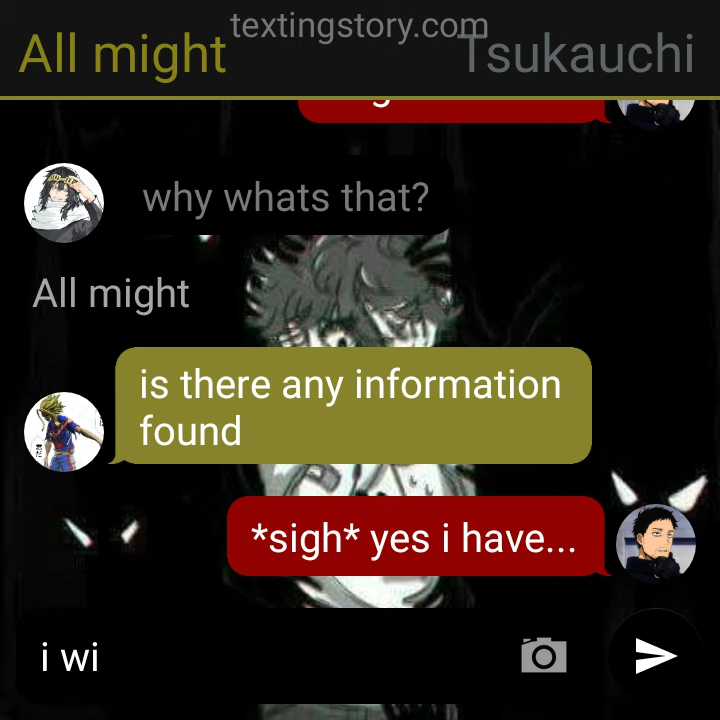 textingstory.com
All might
Tsukauchi
why whats that?
All might
is there any information
found
*sigh* yes i have...
i wi